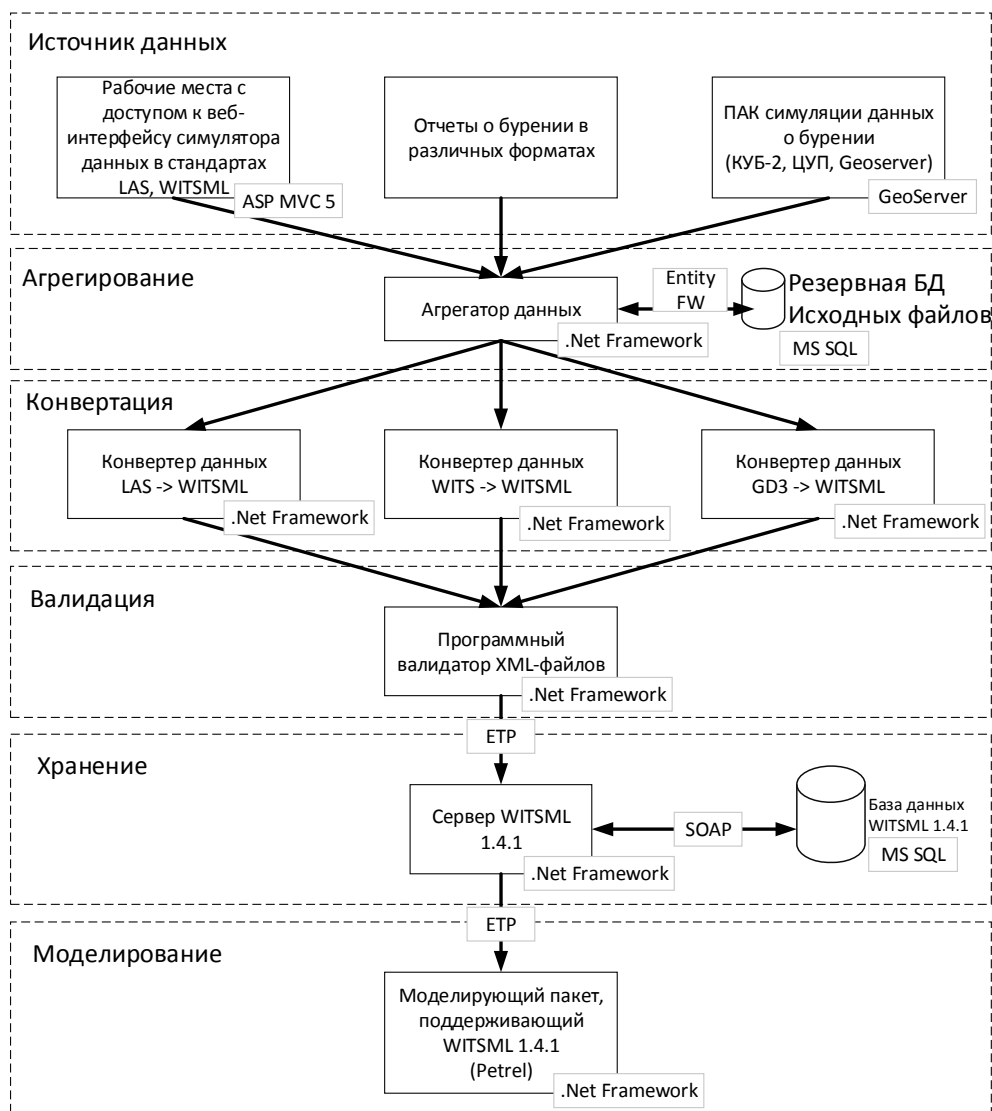 Источник данных
Рабочие места с
доступом к веб-
интерфейсу симулятора
данных в стандартах
LAS, WITSML
ASP MVC 5
Отчеты о бурении в
различных форматах
ПАК симуляции данных
о бурении
(КУБ-2, ЦУП, Geoserver)
GeoServer
Агрегирование
Агрегатор данных
.Net Framework
Entity
FW
Резервная БД
Исходных файлов
MS SQL
Конвертация
Конвертер данных
LAS -> WITSML
.Net Framework
Конвертер данных
WITS -> WITSML
.Net Framework
Конвертер данных
GD3 -> WITSML
.Net Framework
Валидация
Программный
валидатор XML-файлов
.Net Framework
ETP
Хранение
Сервер WITSML
1.4.1
.Net Framework
SOAP
База данных
WITSML 1.4.1
MS SQL
ETP
Моделирование
Моделирующий пакет,
поддерживающий
WITSML 1.4.1
(Petrel)
.Net Framework